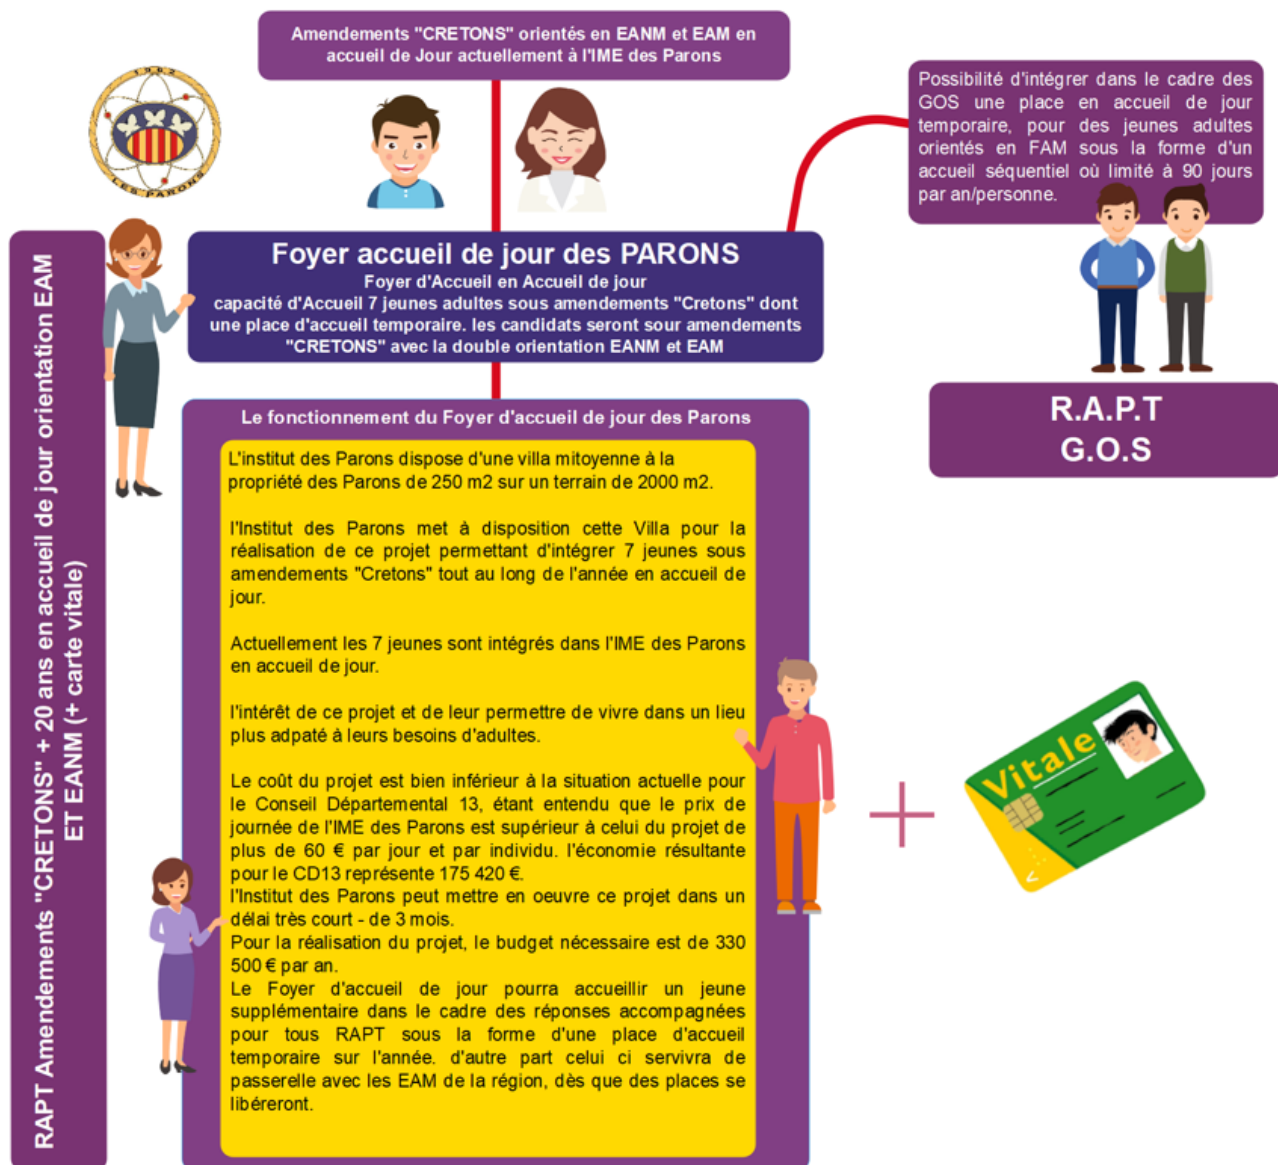 Amendements "CRETONS" orientés en EANM et EAM en
accueil de Jour actuellement à l'IME des Parons
1982
LES PARONS
Possibilité d'intégrer dans le cadre des
GOS une place en accueil de jour
temporaire, pour des jeunes adultes
orientés en FAM sous la forme d'un
accueil séquentiel où limité à 90 jours
par an/personne.
R.A.P.T
G.O.S
RAPT Amendements "CRETONS" + 20 ans en accueil de jour orientation EAM
ET EANM (+ carte vitale)
Foyer accueil de jour des PARONS
Foyer d'Accueil en Accueil de jour
capacité d'Accueil 7 jeunes adultes sous amendements "Cretons" dont
une place d'accueil temporaire. les candidats seront sour amendements
"CRETONS" avec la double orientation EANM et EAM
Le fonctionnement du Foyer d'accueil de jour des Parons
L'institut des Parons dispose d'une villa mitoyenne à la
propriété des Parons de 250 m2 sur un terrain de 2000 m2.
l'Institut des Parons met à disposition cette Villa pour la
réalisation de ce projet permettant d'intégrer 7 jeunes sous
amendements "Cretons" tout au long de l'année en accueil de
jour.
Actuellement les 7 jeunes sont intégrés dans l'IME des Parons
en accueil de jour.
l'intérêt de ce projet et de leur permettre de vivre dans un lieu
plus adpaté à leurs besoins d'adultes.
Le coût du projet est bien inférieur à la situation actuelle pour
le Conseil Départemental 13, étant entendu que le prix de
journée de l'IME des Parons est supérieur à celui du projet de
plus de 60 € par jour et par individu. l'économie résultante
pour le CD13 représente 175 420 €.
l'Institut des Parons peut mettre en oeuvre ce projet dans un
délai très court - de 3 mois.
Pour la réalisation du projet, le budget nécessaire est de 330
500 € par an.
Le Foyer d'accueil de jour pourra accueillir un jeune
supplémentaire dans le cadre des réponses accompagnées
pour tous RAPT sous la forme d'une place d'accueil
temporaire sur l'année. d'autre part celui ci servivra de
passerelle avec les EAM de la région, dès que des places se
libéreront.
Vitale